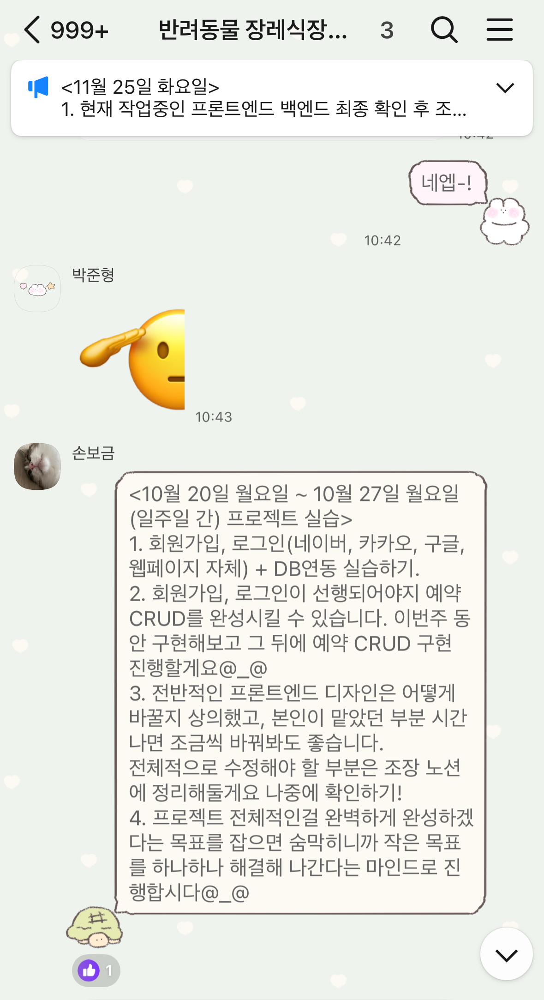 999+
반려동물 장레식장...
3
<11월 25일 화요일>
1. 현재 작업중인 프론트엔드 백엔드 최종 확인 후 조...
10:42
네엡-!
10:42
박준형
10:43
손보금
<10월 20일 월요일 ~ 10월 27일 월요일
(일주일 간) 프로젝트 실습>
1. 회원가입, 로그인(네이버, 카카오, 구글,
웹페이지 자체) + DB연동 실습하기.
2. 회원가입, 로그인이 선행되어야지 예약
CRUD를 완성시킬 수 있습니다. 이번주 동
안 구현해보고 그 뒤에 예약 CRUD 구현
진행할게요@_@
3. 전반적인 프론트엔드 디자인은 어떻게
바꿀지 상의했고, 본인이 맡았던 부분 시간
나면 조금씩 바꿔봐도 좋습니다.
전체적으로 수정해야 할 부분은 조장 노션
에 정리해둘게요 나중에 확인하기!
4. 프로젝트 전체적인걸 완벽하게 완성하겠
다는 목표를 잡으면 숨막히니까 작은 목표
를 하나하나 해결해 나간다는 마인드로 진
행합시다@_@
1